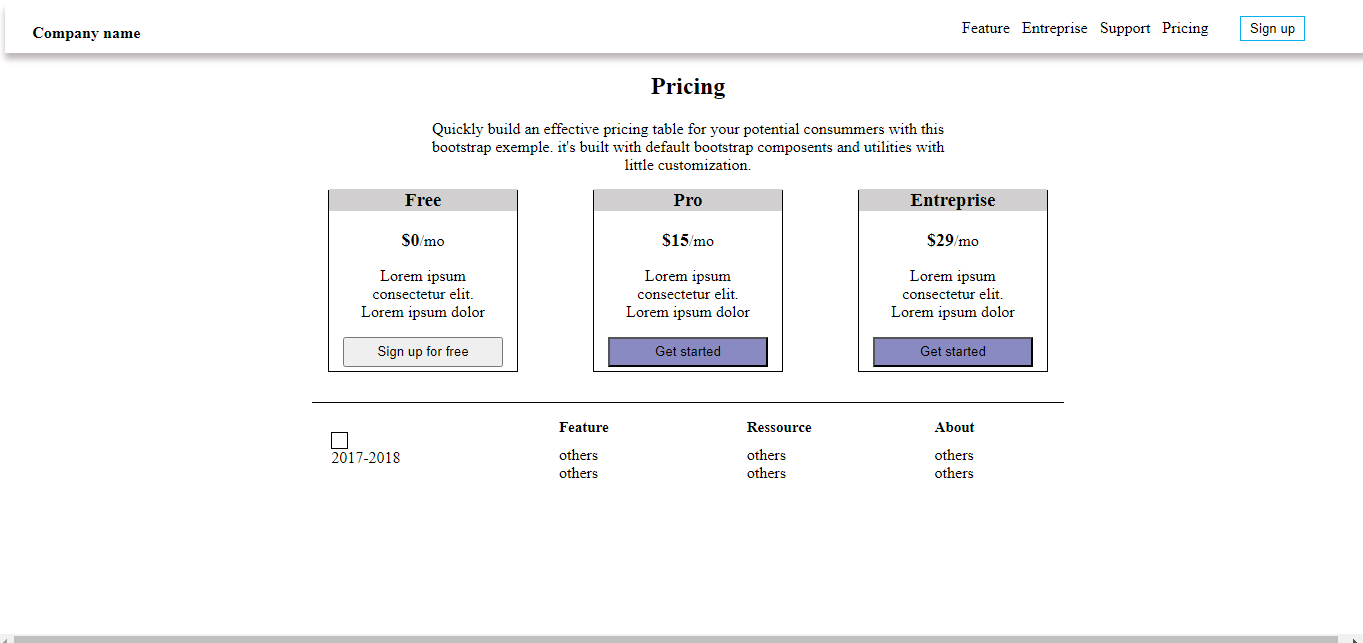 Company name
Feature Entreprise Support Pricing Sign up
Pricing
Quickly build an effective pricing table for your potential consummers with this
bootstrap exemple. it's built with default bootstrap composents and utilities with
little customization.
Free
$0/mo
Lorem ipsum
consectetur elit.
Lorem ipsum dolor
Sign up for free
Pro
$15/mo
Lorem ipsum
consectetur elit.
Lorem ipsum dolor
Get started
Entreprise
$29/mo
Lorem ipsum
consectetur elit.
Lorem ipsum dolor
Get started
2017-2018
Feature
others
others
Ressource
others
others
About
others
others